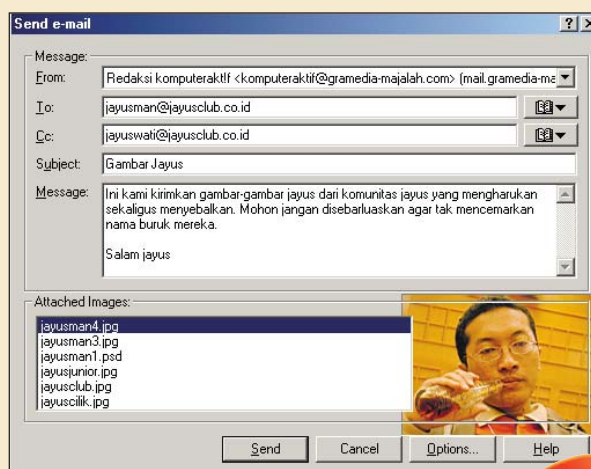 Send e-mail
Message:
From: Redaksi komputerakt!f <komputeraktif@gramedia-majalah.com> (mail.gramedia-ma
To: jayusman@jayusclub.co.id
Cc: jayuswati@jayusclub.co.id
Subject: Gambar Jayus
Message: Ini kami kirimkan gambar-gambar jayus dari komunitas jayus yang mengharukan
sekaligus menyebalkan. Mohon jangan disebarluaskan agar tak mencemarkan
nama buruk mereka.
Salam jayus
Attached Images:
jayusman4.jpg
jayusman3.jpg
jayusman1.psd
jayusjunior.jpg
jayusclub.jpg
jayuscilik.jpg
Send Cancel Options... Help